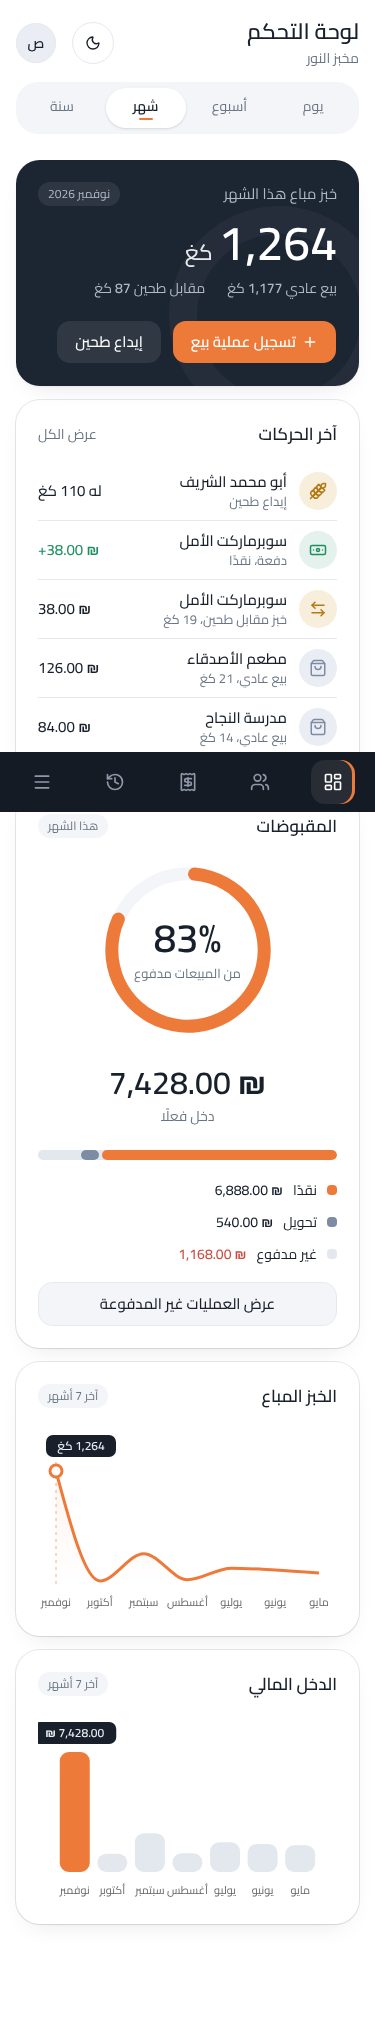 لوحة التحكم
ص
مخبز النور
يوم أسبوع شهر سنة
خبز مباع هذا الشهر نوفمبر 2026
1,264 كغ
بيع عادي 1,177 كغ مقابل طحين 87 كغ
+ تسجيل عملية بيع إيداع طحين
آخر الحركات عرض الكل
أبو محمد الشريف له 110 كغ
إيداع طحين
سوبرماركت الأمل +38.00 ₪
دفعة، نقدًا
سوبرماركت الأمل 38.00 ₪
خبز مقابل طحين، 19 كغ
مطعم الأصدقاء 126.00 ₪
بيع عادي، 21 كغ
مدرسة النجاح 84.00 ₪
بيع عادي، 14 كغ
المقبوضات هذا الشهر
83%
من المبيعات مدفوع
7,428.00 ₪
دخل فعلًا
نقدًا 6,888.00 ₪
تحويل 540.00 ₪
غير مدفوع 1,168.00 ₪
عرض العمليات غير المدفوعة
الخبز المباع آخر 7 أشهر
1,264 كغ
مايو يونيو يوليو أغسطس سبتمبر أكتوبر نوفمبر
الدخل المالي آخر 7 أشهر
7,428.00 ₪
مايو يونيو يوليو أغسطس سبتمبر أكتوبر نوفمبر